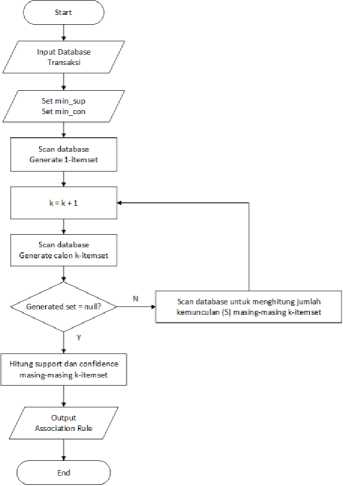 Start
Input Database
Transaksi
Set min_sup
Set min_con
Scan database
Generate 1-itemset
k = k + 1
Scan database
Generate calon k-itemset
Generated set = null?
N
Scan database untuk menghitung jumlah
kemunculan (S) masing-masing k-itemset
Y
Hitung support dan confidence
masing-masing k-itemset
Output
Association Rule
End